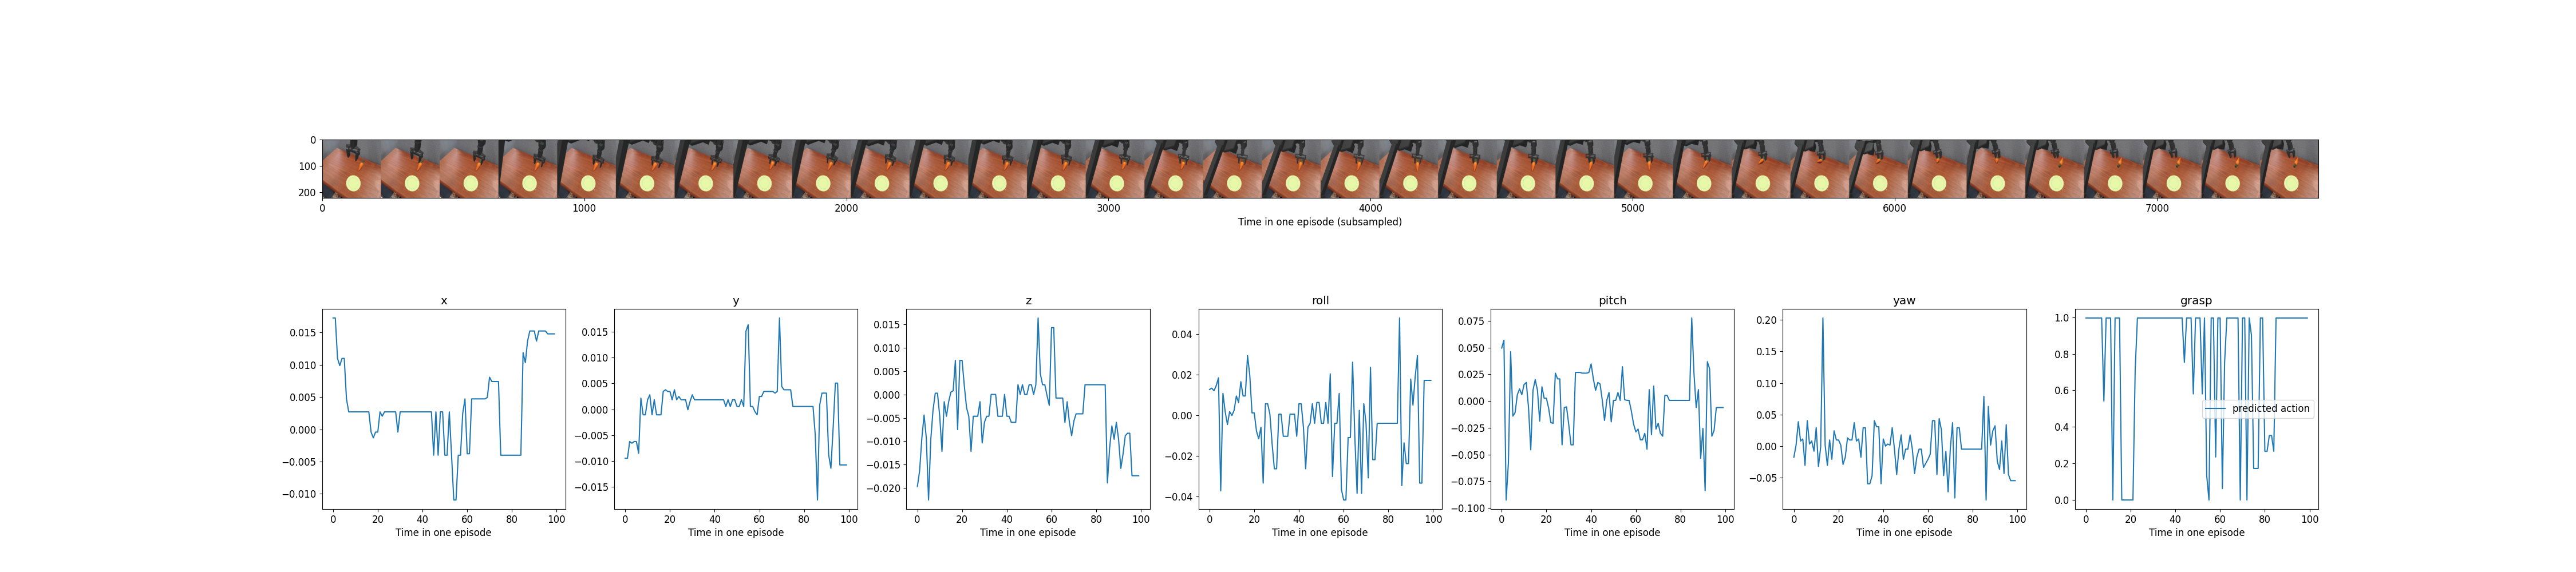 0
100
200
0 1000 2000 3000 4000 5000 6000 7000
Time in one episode (subsampled)
x
0.015
0.010
0.005
0.000
−0.005
−0.010
0 20 40 60 80 100
Time in one episode
y
0.015
0.010
0.005
0.000
−0.005
−0.010
−0.015
0 20 40 60 80 100
Time in one episode
z
0.015
0.010
0.005
0.000
−0.005
−0.010
−0.015
−0.020
0 20 40 60 80 100
Time in one episode
roll
0.04
0.02
0.00
−0.02
−0.04
0 20 40 60 80 100
Time in one episode
pitch
0.075
0.050
0.025
0.000
−0.025
−0.050
−0.075
−0.100
0 20 40 60 80 100
Time in one episode
yaw
0.20
0.15
0.10
0.05
0.00
−0.05
0 20 40 60 80 100
Time in one episode
grasp
1.0
0.8
0.6
0.4
0.2
0.0
predicted action
0 20 40 60 80 100
Time in one episode